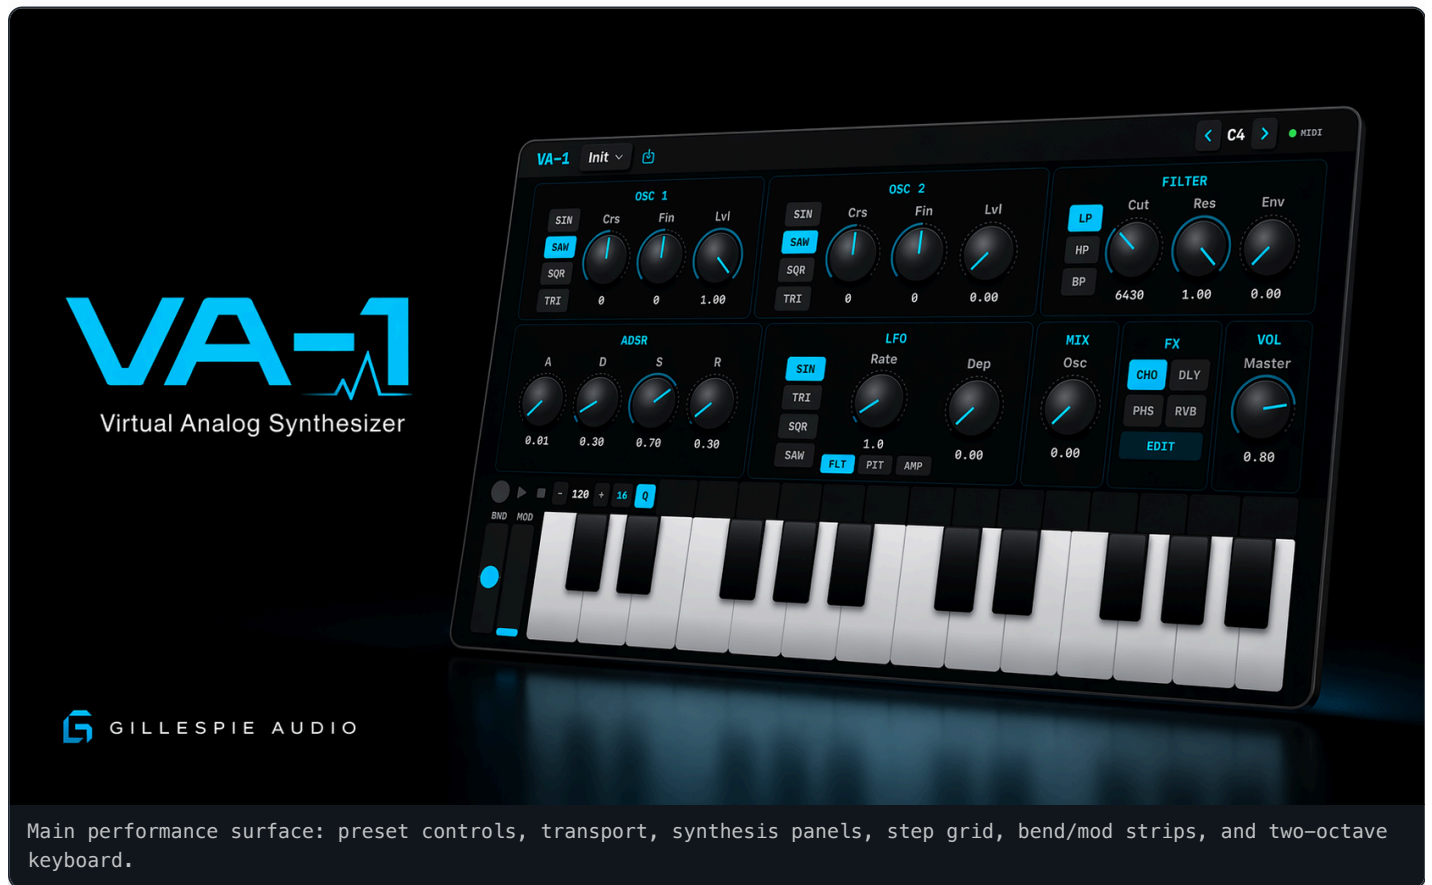 VA-1
Init
C4
MIDI
OSC 1
SIN
SAW
SQR
TRI
Crs
Fin
Lvl
0
0
1.00
OSC 2
SIN
SAW
SQR
TRI
Crs
Fin
Lvl
0
0
0.00
FILTER
LP
HP
BP
Cut
Res
Env
6430
1.00
0.00
ADSR
A
D
S
R
0.01
0.30
0.70
0.30
LFO
SIN
TRI
SQR
SAW
Rate
1.0
Dep
0.00
FLT
PIT
AMP
MIX
Osc
0.00
FX
CHO
DLY
PHS
RVB
EDIT
VOL
Master
0.80
- 120 +
16
Q
BND
MOD
VA-1
Virtual Analog Synthesizer
GILLESPIE AUDIO
Main performance surface: preset controls, transport, synthesis panels, step grid, bend/mod strips, and two-octave
keyboard.